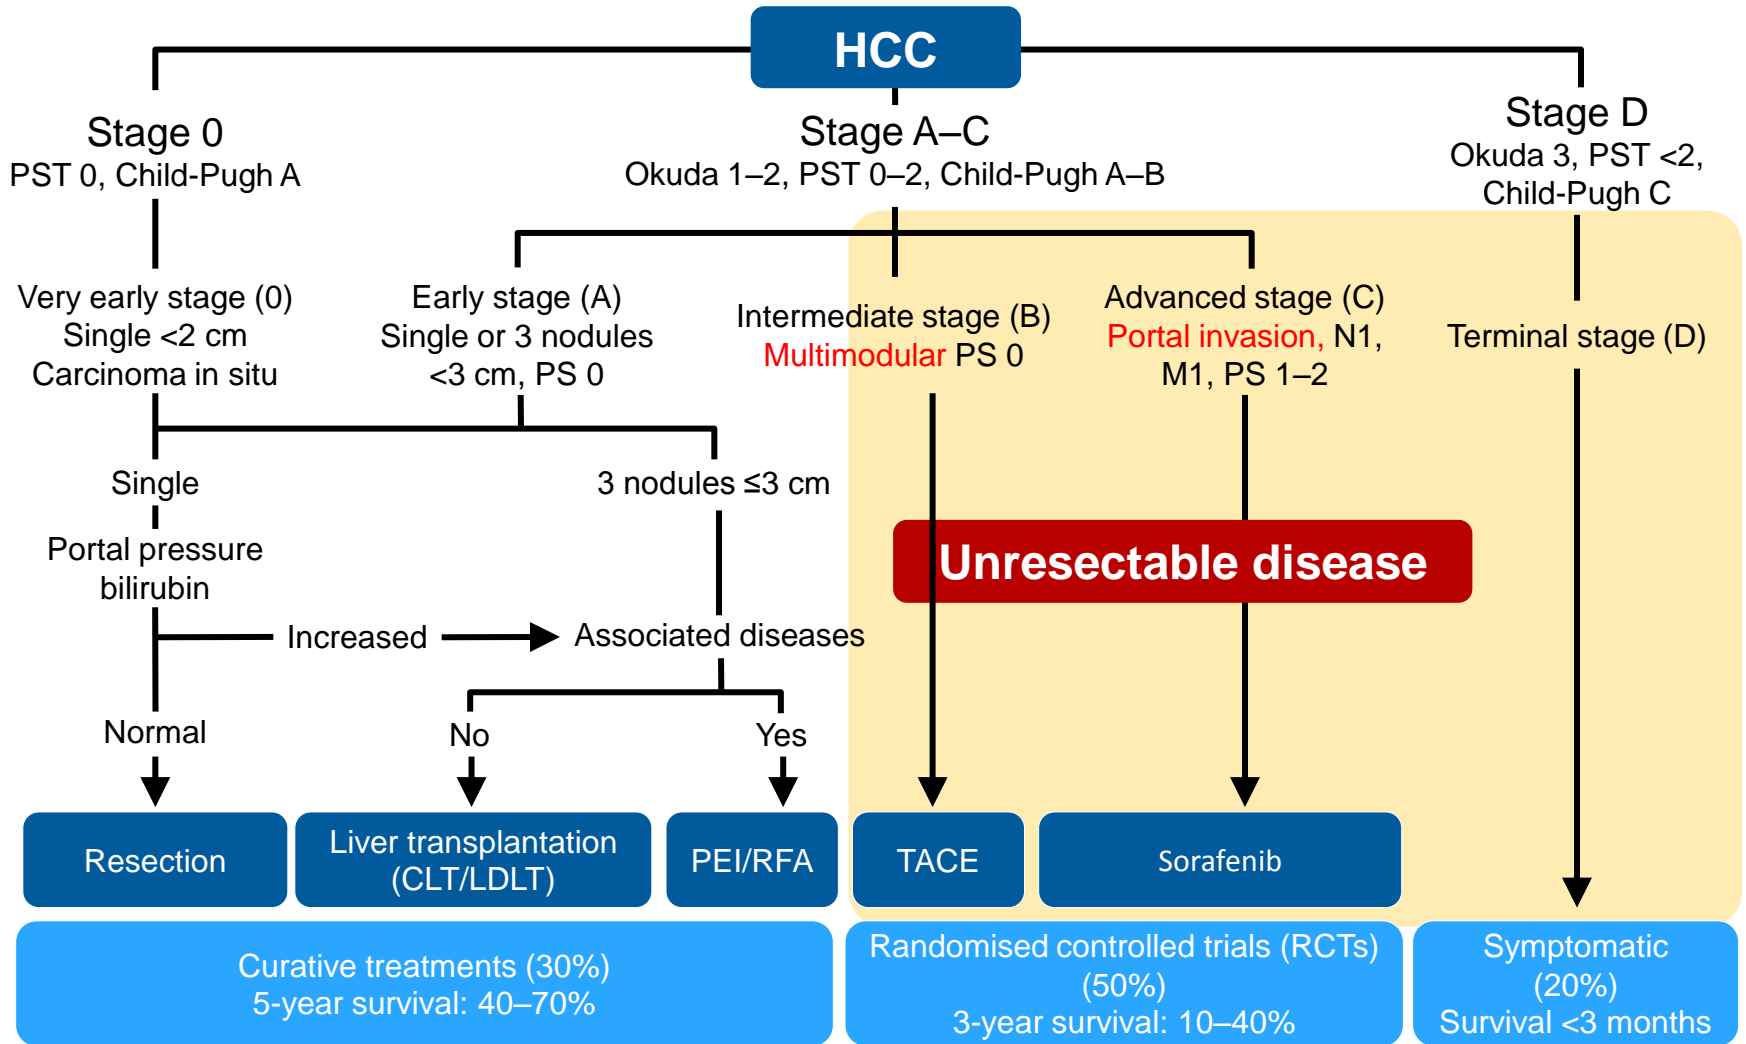 HCC
Stage 0
PST 0, Child-Pugh A
Stage A–C
Okuda 1–2, PST 0–2, Child-Pugh A–B
Stage D
Okuda 3, PST <2,
Child-Pugh C
Very early stage (0)
Single <2 cm
Carcinoma in situ
Early stage (A)
Single or 3 nodules
<3 cm, PS 0
Intermediate stage (B)
Multimodular PS 0
Advanced stage (C)
Portal invasion, N1,
M1, PS 1–2
Terminal stage (D)
Single
3 nodules ≤3 cm
Portal pressure
bilirubin
Unresectable disease
Increased
Associated diseases
Normal
No
Yes
Resection
Liver transplantation
(CLT/LDLT)
PEI/RFA
TACE
Sorafenib
Curative treatments (30%)
5-year survival: 40–70%
Randomised controlled trials (RCTs)
(50%)
3-year survival: 10–40%
Symptomatic
(20%)
Survival <3 months